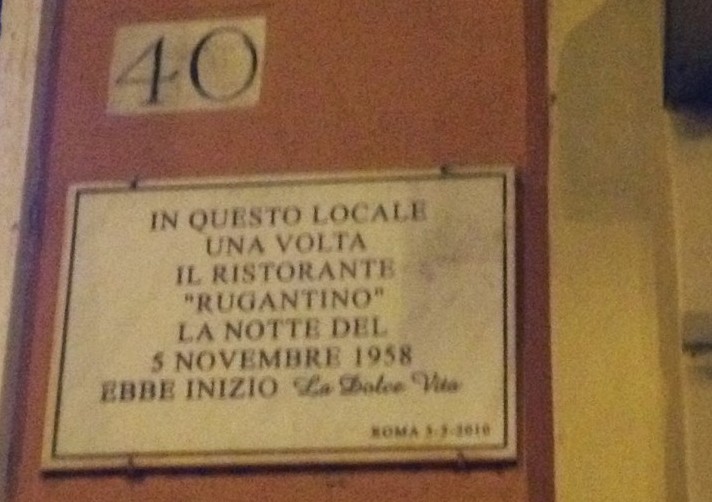 40
IN QUESTO LOCALE
UNA VOLTA
IL RISTORANTE
"RUGANTINO"
LA NOTTE DEL
5 NOVEMBRE 1958
EBBE INIZIO La Dolce Vita
ROMA